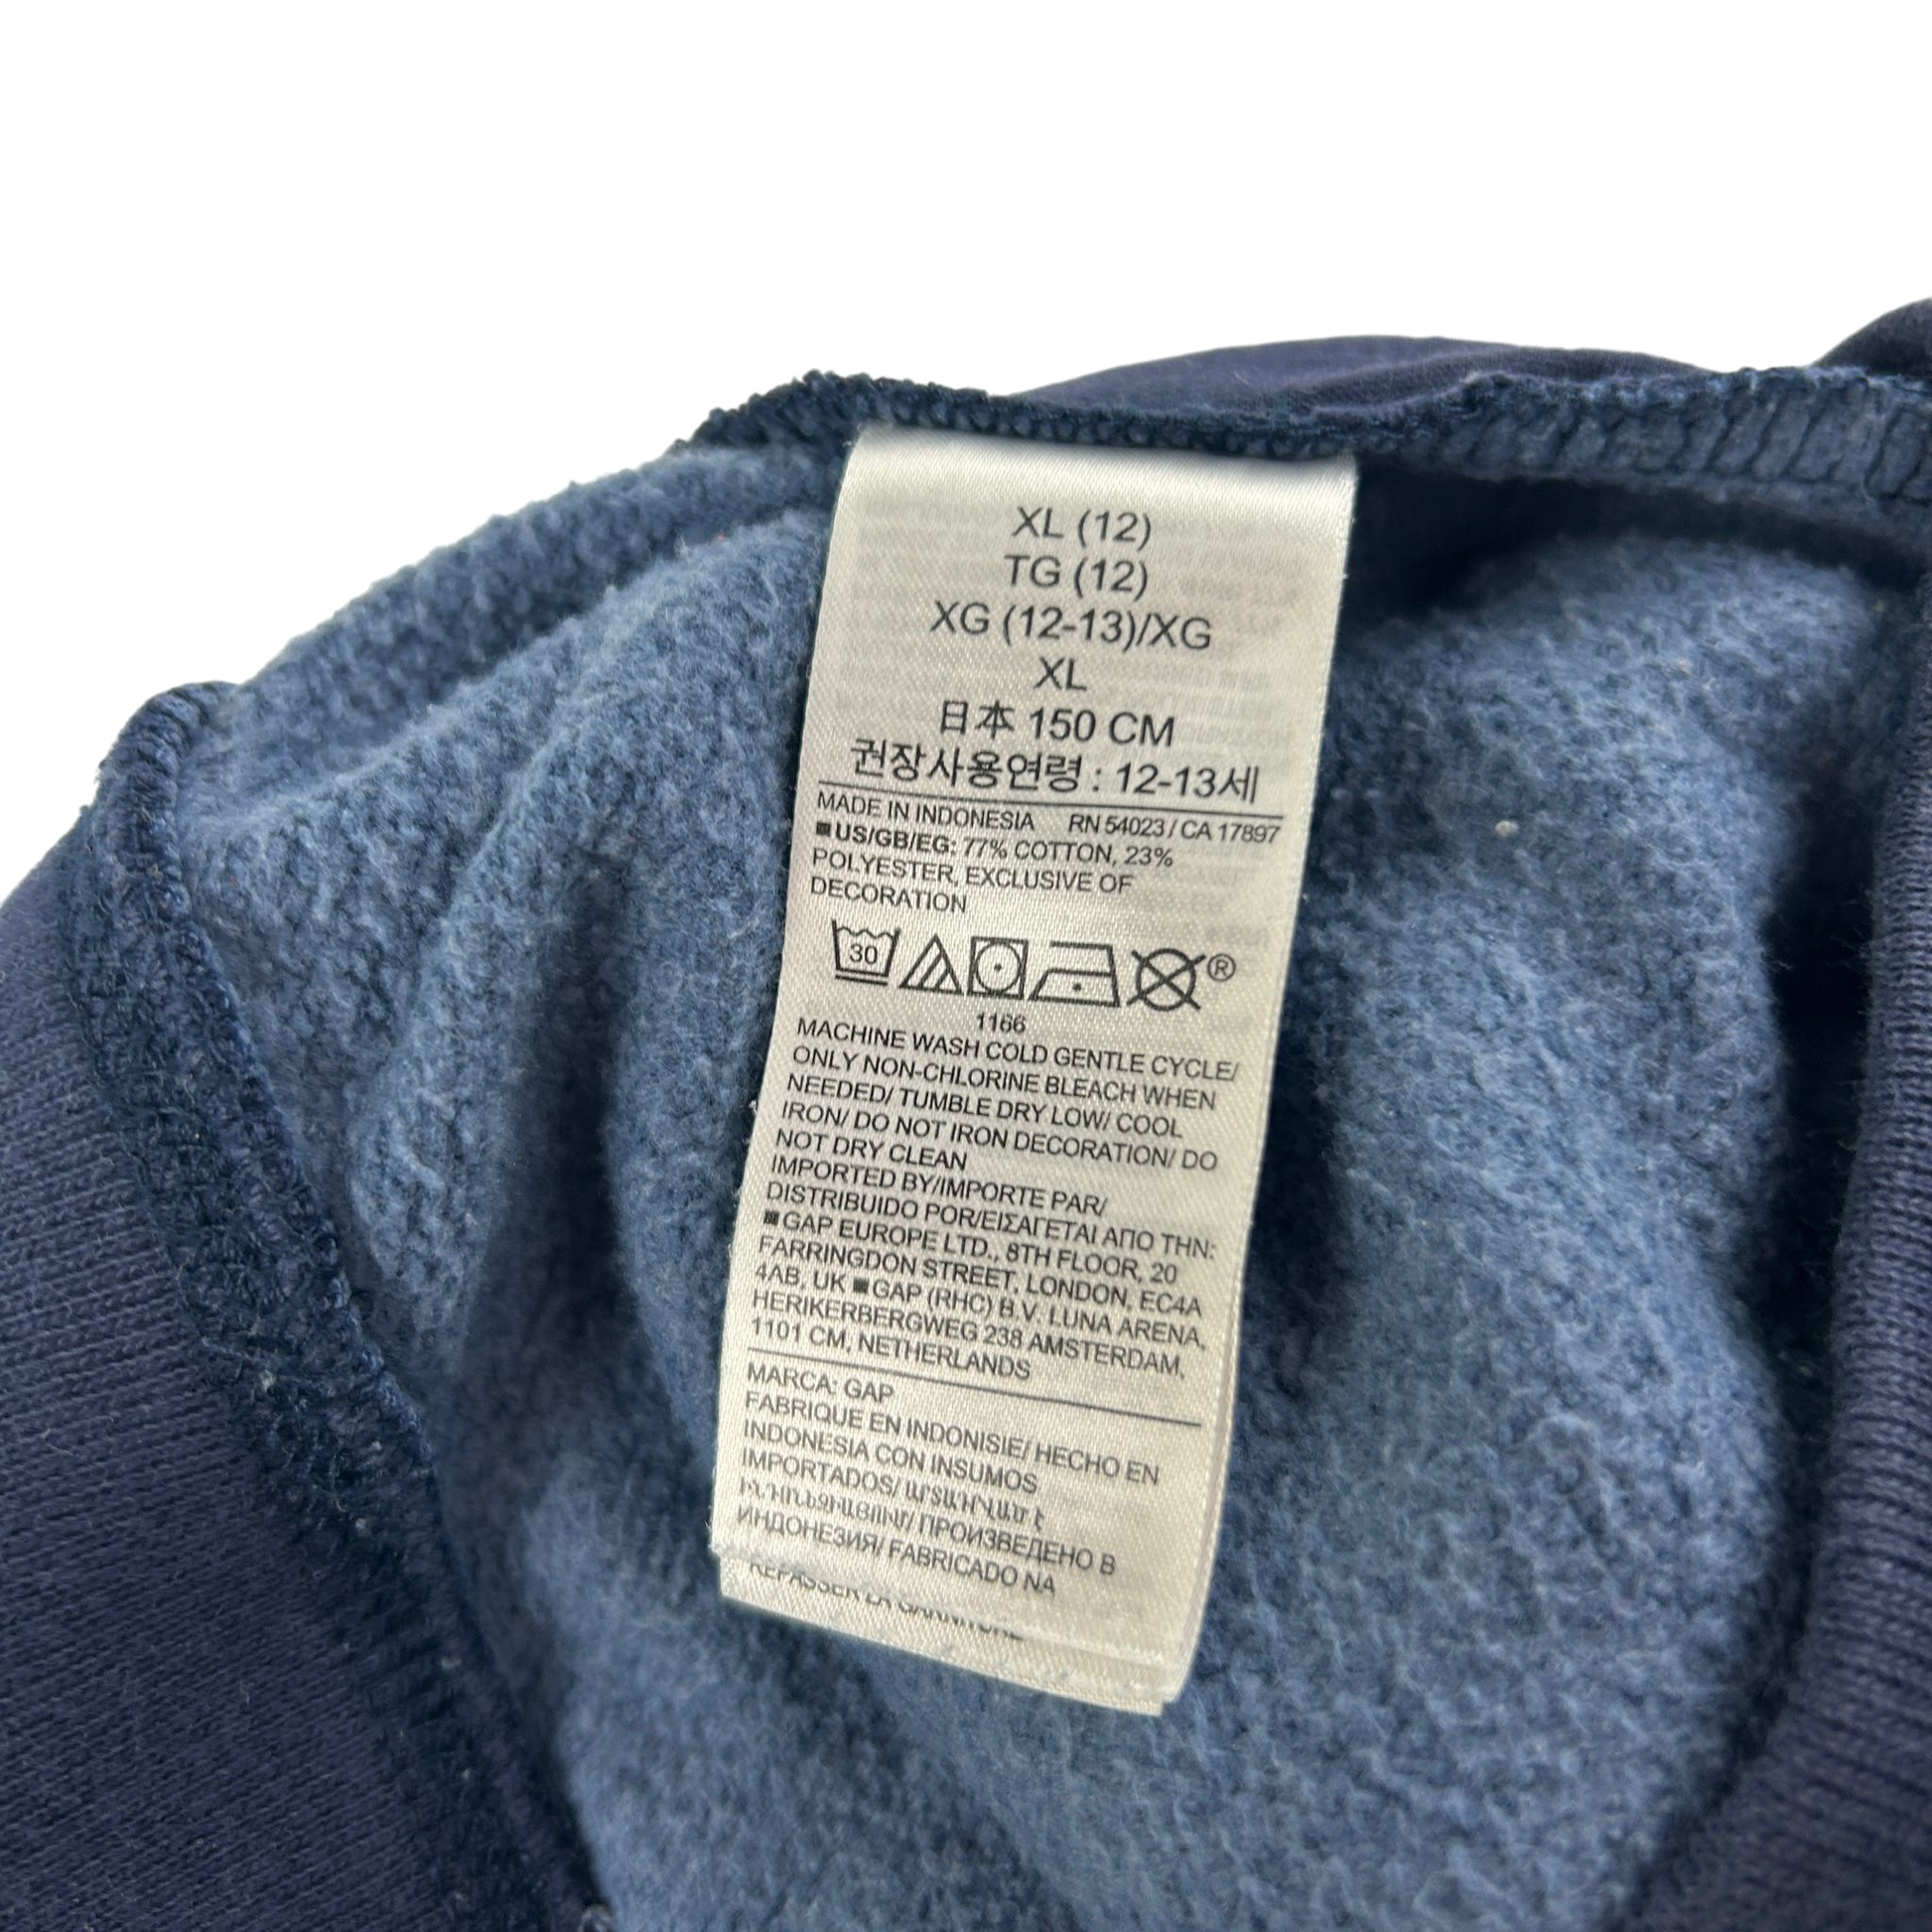 XL (12)
TG (12)
XG (12-13)/XG
XL
日本 150 CM
권장사용연령 : 12-13세
MADE IN INDONESIA RN 54023 / CA 17897
■US/GB/EG: 77% COTTON, 23%
POLYESTER, EXCLUSIVE OF
DECORATION
30
®
1166
MACHINE WASH COLD GENTLE CYCLE/
ONLY NON-CHLORINE BLEACH WHEN
NEEDED/ TUMBLE DRY LOW/ COOL
IRON/ DO NOT IRON DECORATION/ DO
NOT DRY CLEAN
IMPORTED BY/IMPORTE PAR/
DISTRIBUIDO POR/ΕΙΣΑΓΕΤΑΙ ΑΠΟ ΤΗΝ:
■GAP EUROPE LTD., 8TH FLOOR, 20
FARRINGDON STREET, LONDON, EC4A
4AB, UK ■GAP (RHC) B.V. LUNA ARENA,
HERIKERBERGWEG 238 AMSTERDAM,
1101 CM, NETHERLANDS
MARCA: GAP
FABRIQUE EN INDONISIE/ HECHO EN
INDONESIA CON INSUMOS
IMPORTADOS/ ԱՐՏԱԴՐՎԱԾ Է
ԻՆԴՈՆԵԶԻԱՅՈՒՄ/ ПРОИЗВЕДЕНО В
ИНДОНЕЗИЯ/ FABRICADO NA
REPASSER LA GARNITURE